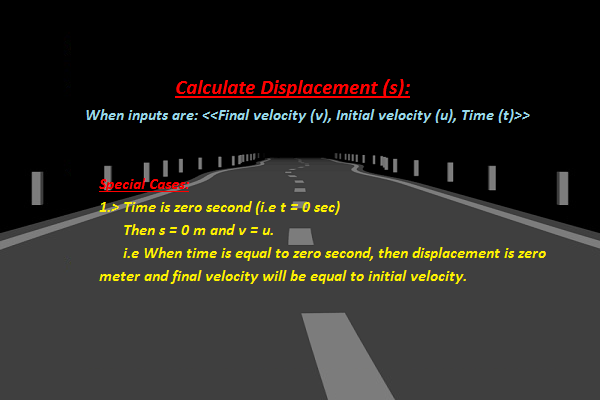 Calculate Displacement (s):
When inputs are: <<Final velocity (v), Initial velocity (u), Time (t)>>
Special Cases:
1.> Time is zero second (i.e t = 0 sec)
Then s = 0 m and v = u.
i.e When time is equal to zero second, then displacement is zero
meter and final velocity will be equal to initial velocity.